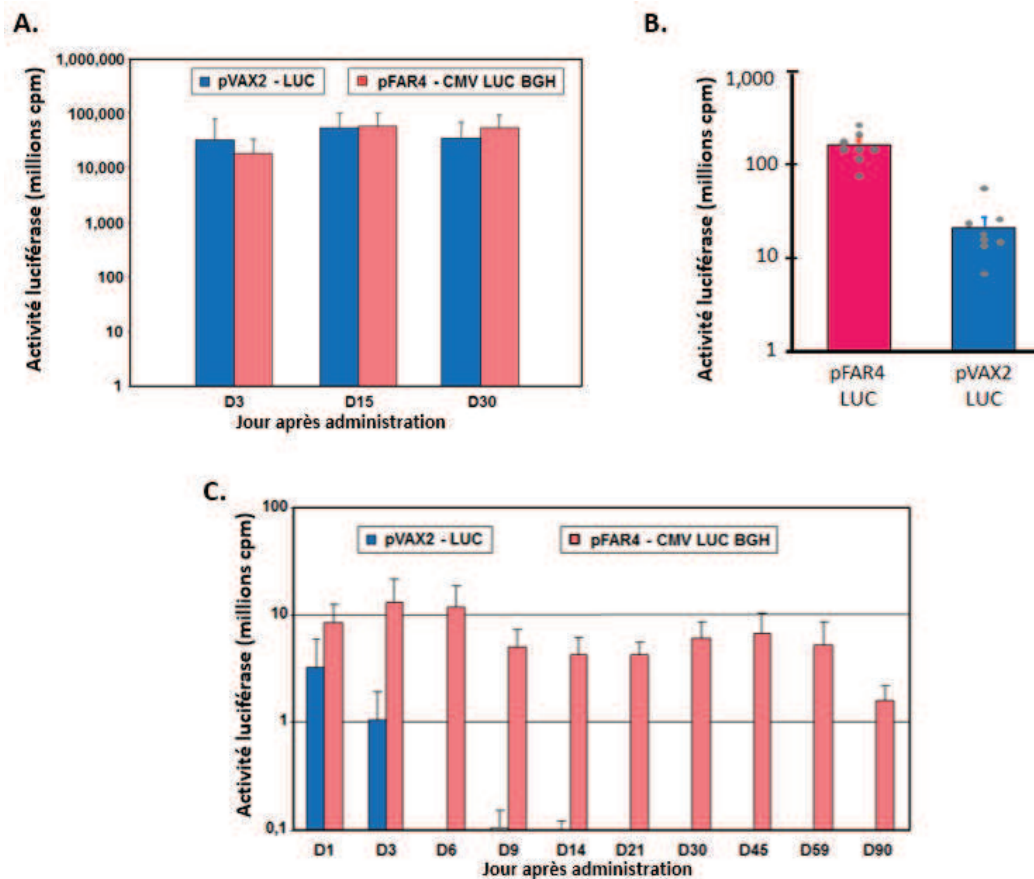 A.
1,000,000
100,000
10,000
1,000
100
10
1
Activité luciférase (millions cpm)
pVAX2 - LUC
pFAR4 - CMV LUC BGH
D3 D15 D30
Jour après administration
B.
1,000
100
10
1
Activité luciférase (millions cpm)
pFAR4 pVAX2
LUC LUC
C.
100
10
1
0,1
Activité luciférase (millions cpm)
pVAX2 - LUC
pFAR4 - CMV LUC BGH
D1 D3 D6 D9 D14 D21 D30 D45 D59 D90
Jour après administration